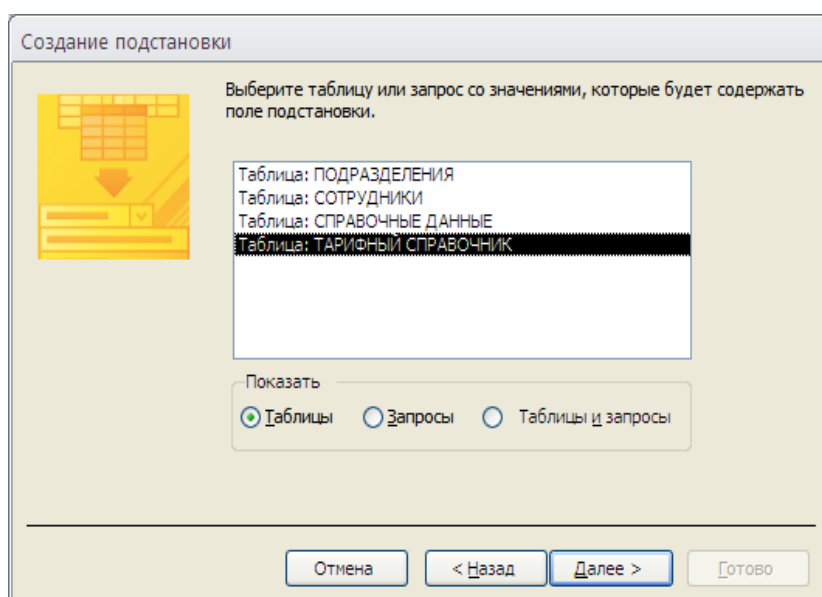 Создание подстановки
Выберите таблицу или запрос со значениями, которые будет содержать
поле подстановки.
Таблица: ПОДРАЗДЕЛЕНИЯ
Таблица: СОТРУДНИКИ
Таблица: СПРАВОЧНЫЕ ДАННЫЕ
Таблица: ТАРИФНЫЙ СПРАВОЧНИК
Показать
Таблицы Запросы Таблицы и запросы
Отмена < Назад Далее > Готово